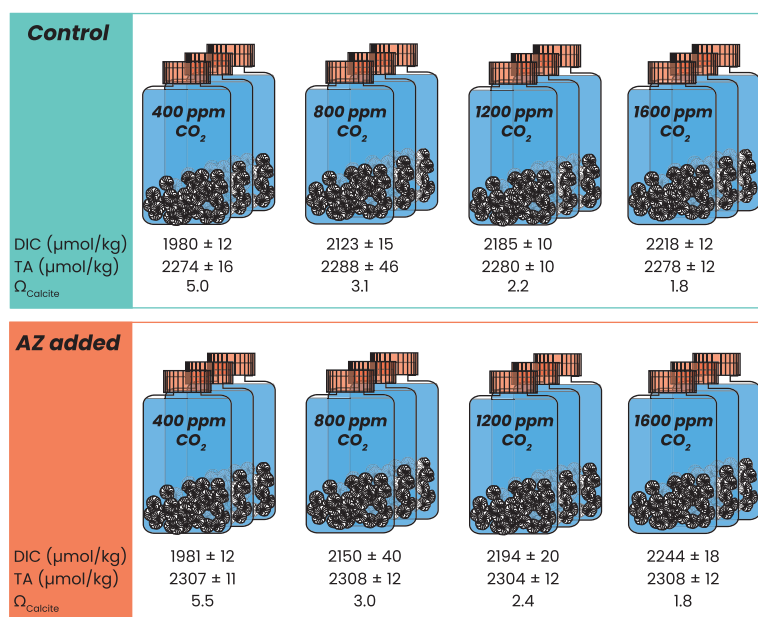 Control
400 ppm CO₂
800 ppm CO₂
1200 ppm CO₂
1600 ppm CO₂
DIC (µmol/kg) 1980 ± 12 2123 ± 15 2185 ± 10 2218 ± 12
TA (µmol/kg) 2274 ± 16 2288 ± 46 2280 ± 10 2278 ± 12
Ω Calcite 5.0 3.1 2.2 1.8
AZ added
400 ppm CO₂
800 ppm CO₂
1200 ppm CO₂
1600 ppm CO₂
DIC (µmol/kg) 1981 ± 12 2150 ± 40 2194 ± 20 2244 ± 18
TA (µmol/kg) 2307 ± 11 2308 ± 12 2304 ± 12 2308 ± 12
Ω Calcite 5.5 3.0 2.4 1.8